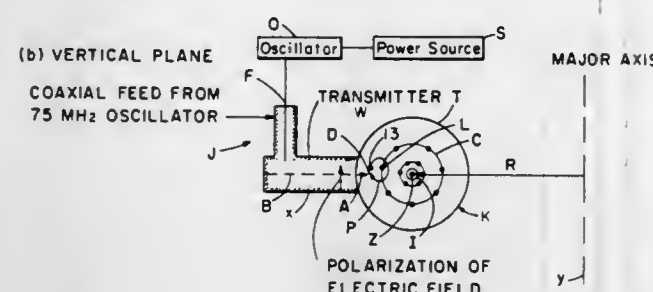 O
S
Oscillator Power Source
(b) VERTICAL PLANE
MAJOR AXIS
F
COAXIAL FEED FROM
75 MHz OSCILLATOR
TRANSMITTER T
W
L
D 13
C
J
R
B
A
x
P
Z
I
K
POLARIZATION OF
ELECTRIC FIELD
y